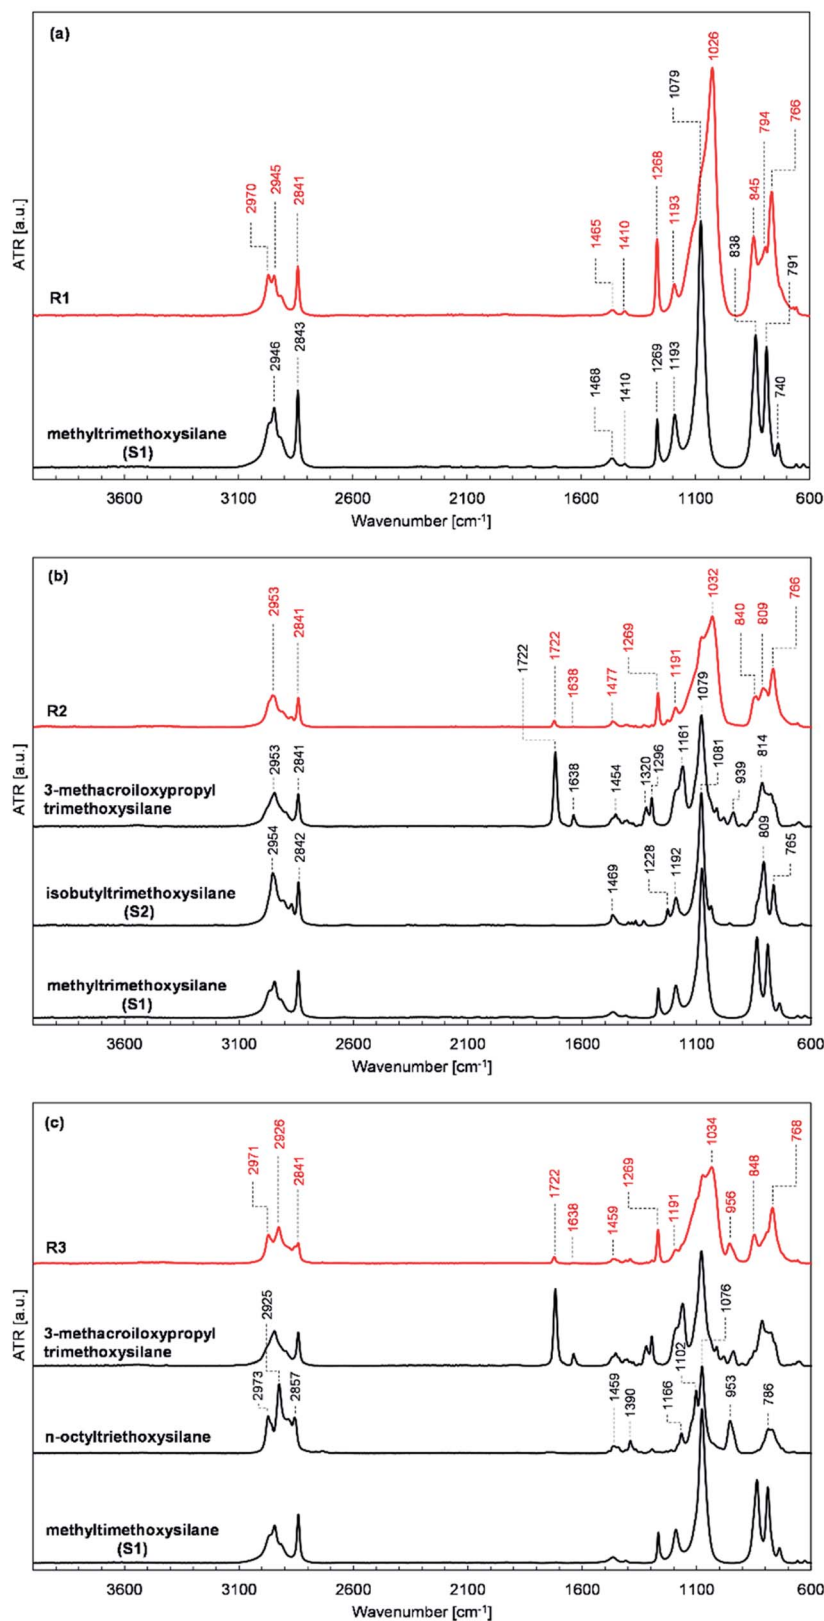 (a)
1026
1079
794
766
2970
2945
2841
1465
1410
1268
1193
845
838
791
R1
ATR [a.u.]
2946
2843
1468
1410
1269
1193
740
methyltrimethoxysilane
(S1)
3600 3100 2600 2100 1600 1100 600
Wavenumber [cm-1]
(b)
2953
2841
1722
1722
1638
1477
1269
1191
1032
840
809
766
1079
R2
ATR [a.u.]
2953
2841
1638
1454
1320
1296
1161
1081
939
814
3-methacroiloxypropyl
trimethoxysilane
2954
2842
1469
1228
1192
809
765
isobutyltrimethoxysilane
(S2)
methyltrimethoxysilane
(S1)
3600 3100 2600 2100 1600 1100 600
Wavenumber [cm-1]
(c)
2971
2926
2841
1722
1638
1459
1269
1191
1034
956
848
768
R3
ATR [a.u.]
2925
1076
3-methacroiloxypropyl
trimethoxysilane
2973
2857
1459
1390
1166
1102
953
786
n-octyltriethoxysilane
methyltimethoxysilane
(S1)
3600 3100 2600 2100 1600 1100 600
Wavenumber [cm-1]